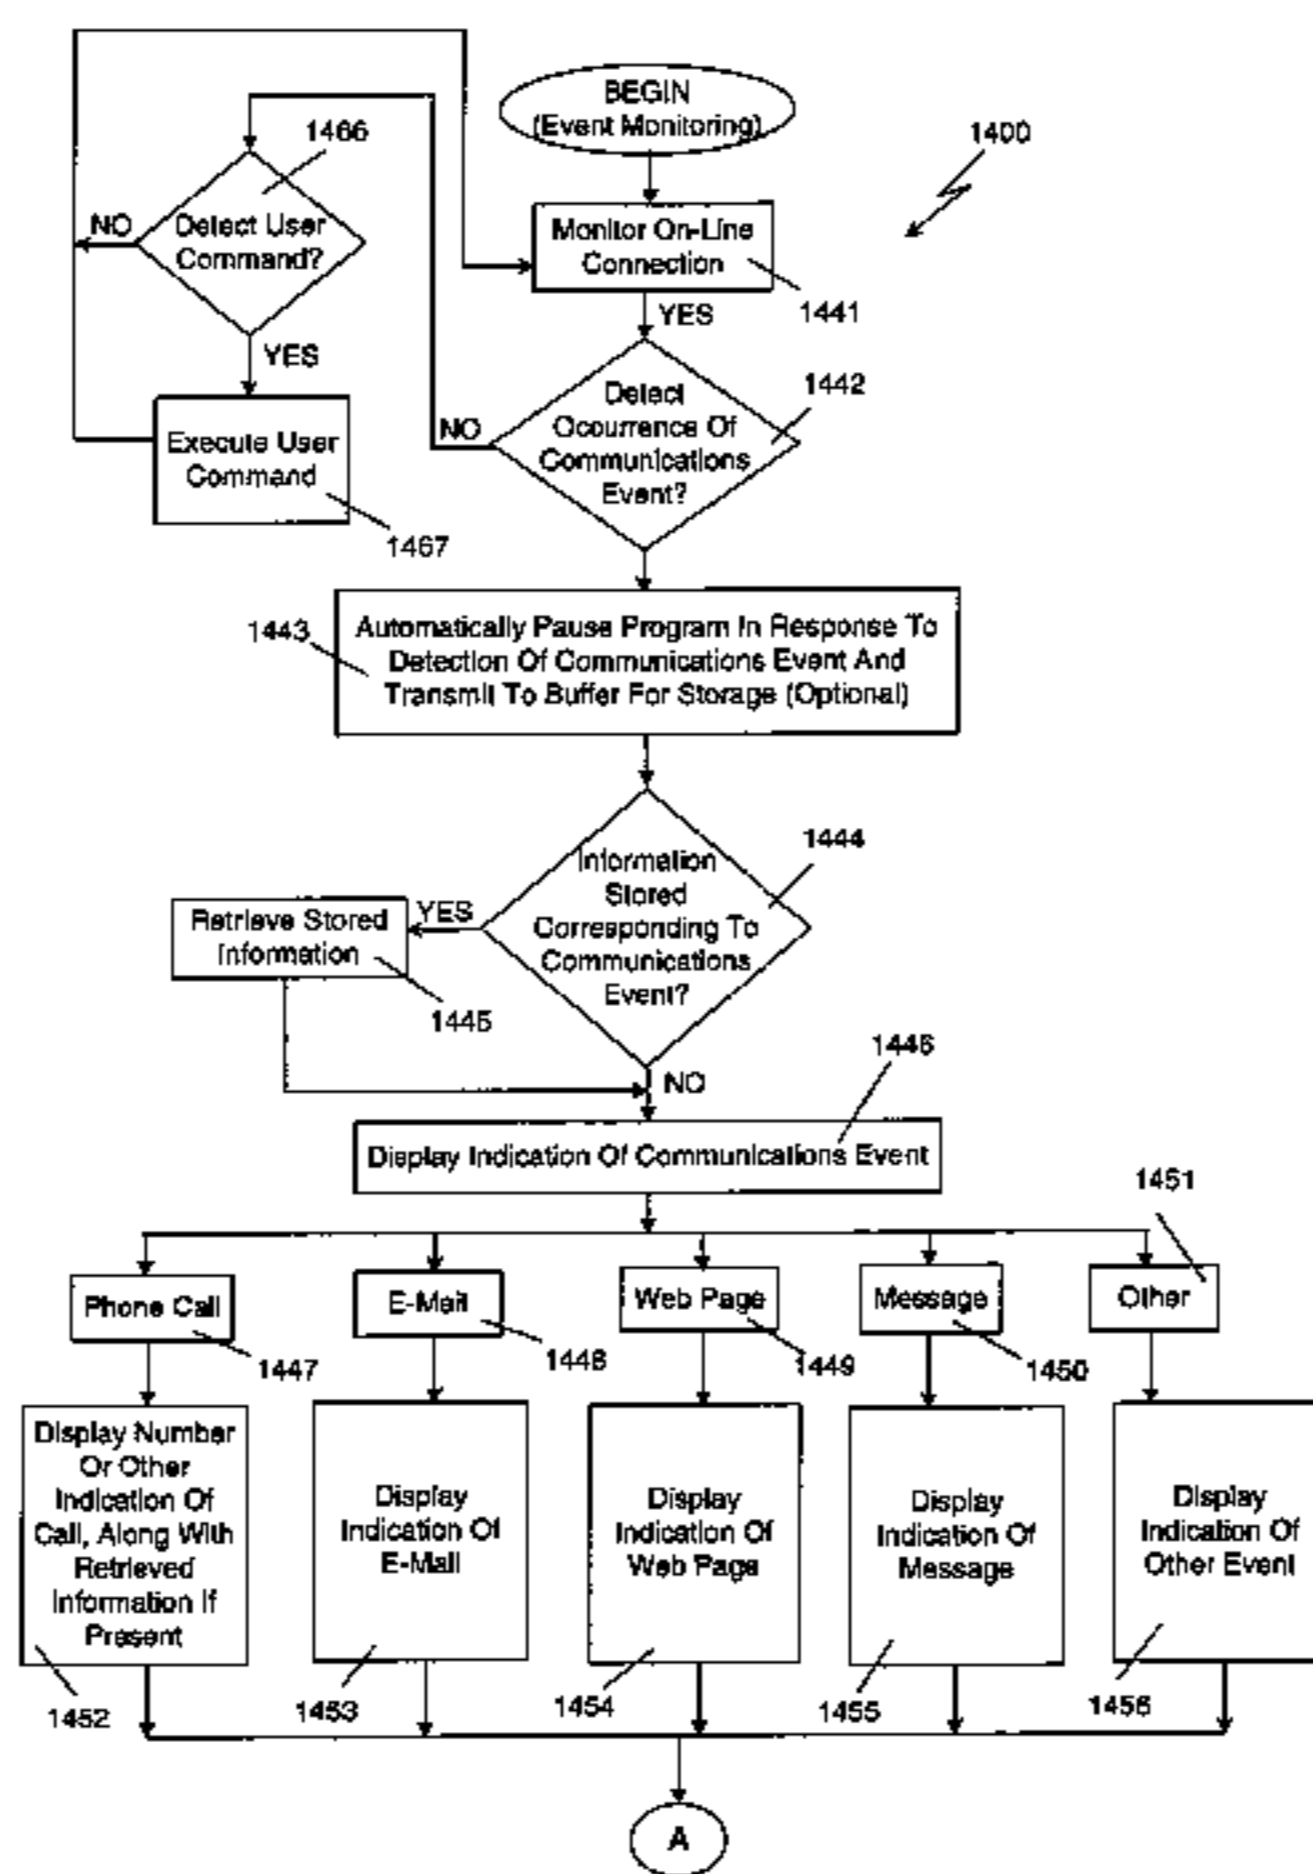 BEGIN
(Event Monitoring)
1400
1466
Detect User
Command?
NO
YES
Monitor On-Line
Connection
1441
YES
1442
Detect
Ocurrence Of
Communications
Event?
NO
Execute User
Command
1467
1443
Automatically Pause Program In Response To
Detection Of Communications Event And
Transmit To Buffer For Storage (Optional)
1444
Information
Stored
Corresponding To
Communications
Event?
YES
Retrieve Stored
Information
1445
NO
1446
Display Indication Of Communications Event
1451
Phone Call
E-Mail
Web Page
Message
Other
1447
1448
1449
1450
Display Number
Or Other
Indication Of
Call, Along With
Retrieved
Information If
Present
Display
Indication Of
E-Mail
Display
Indication Of
Web Page
Display
Indication Of
Message
Display
Indication Of
Other Event
1452
1453
1454
1455
1456
A